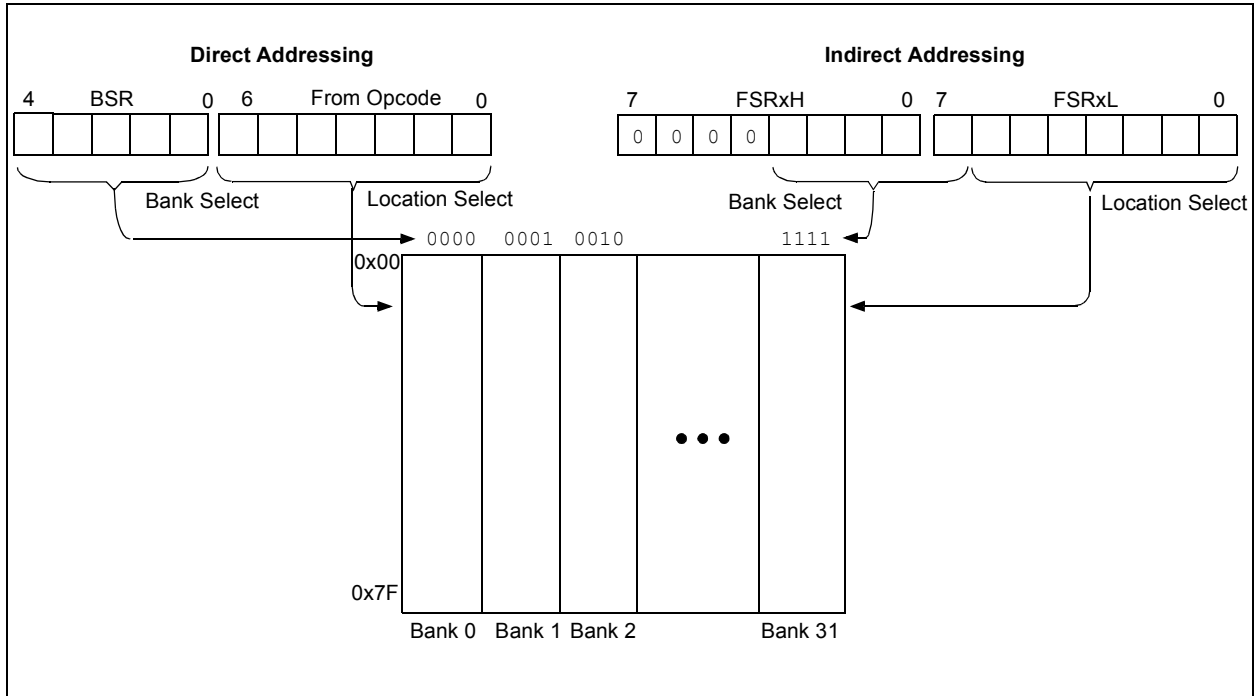 Direct Addressing Indirect Addressing
4 BSR 0 6 From Opcode 0 7 FSRxH 0 7 FSRxL 0
0 0 0 0
Bank Select Location Select Bank Select Location Select
0000 0001 0010 1111
0x00
0x7F
Bank 0 Bank 1 Bank 2 Bank 31